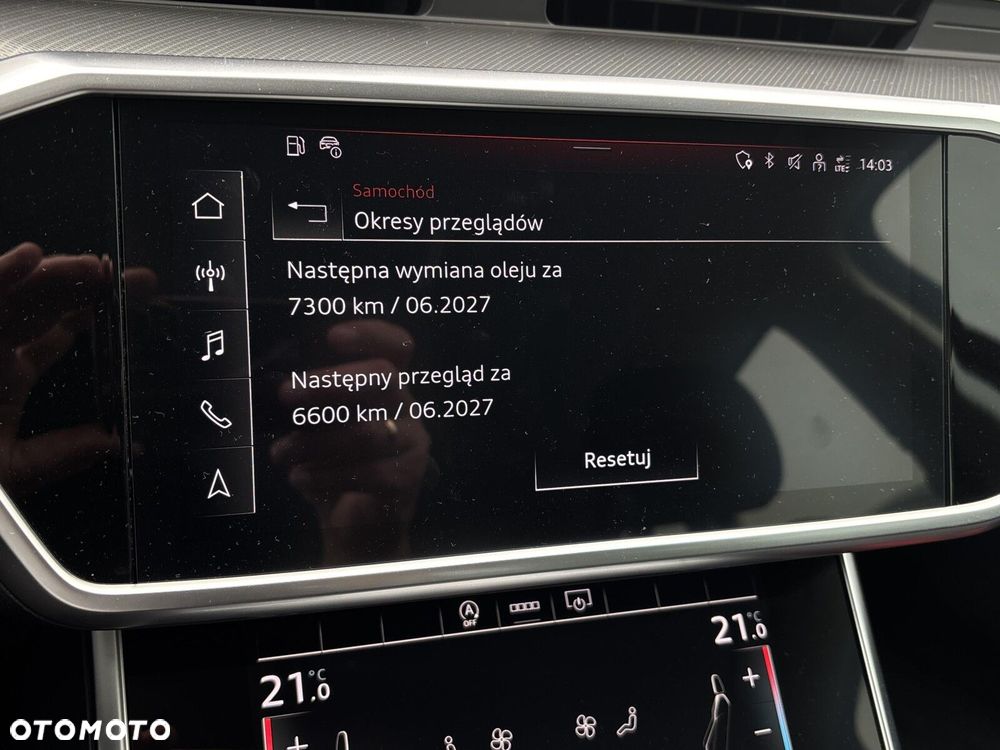 LTE
14:03
Samochód
Okresy przeglądów
Następna wymiana oleju za
7300 km / 06.2027
Następny przegląd za
6600 km / 06.2027
Resetuj
A
OFF
21.0 °C
21.0 °C
OTOMOTO